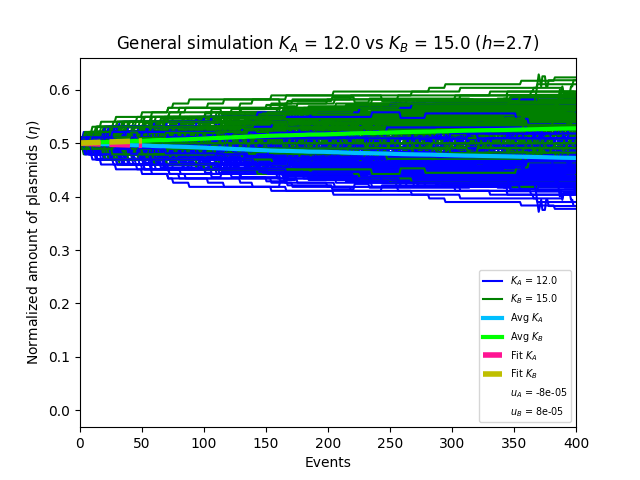 General simulation K_A = 12.0 vs K_B = 15.0 (h=2.7)
Normalized amount of plasmids (η)
0.6
0.5
0.4
0.3
0.2
0.1
0.0
K_A = 12.0
K_B = 15.0
Avg K_A
Avg K_B
Fit K_A
Fit K_B
u_A = -8e-05
u_B = 8e-05
0 50 100 150 200 250 300 350 400
Events